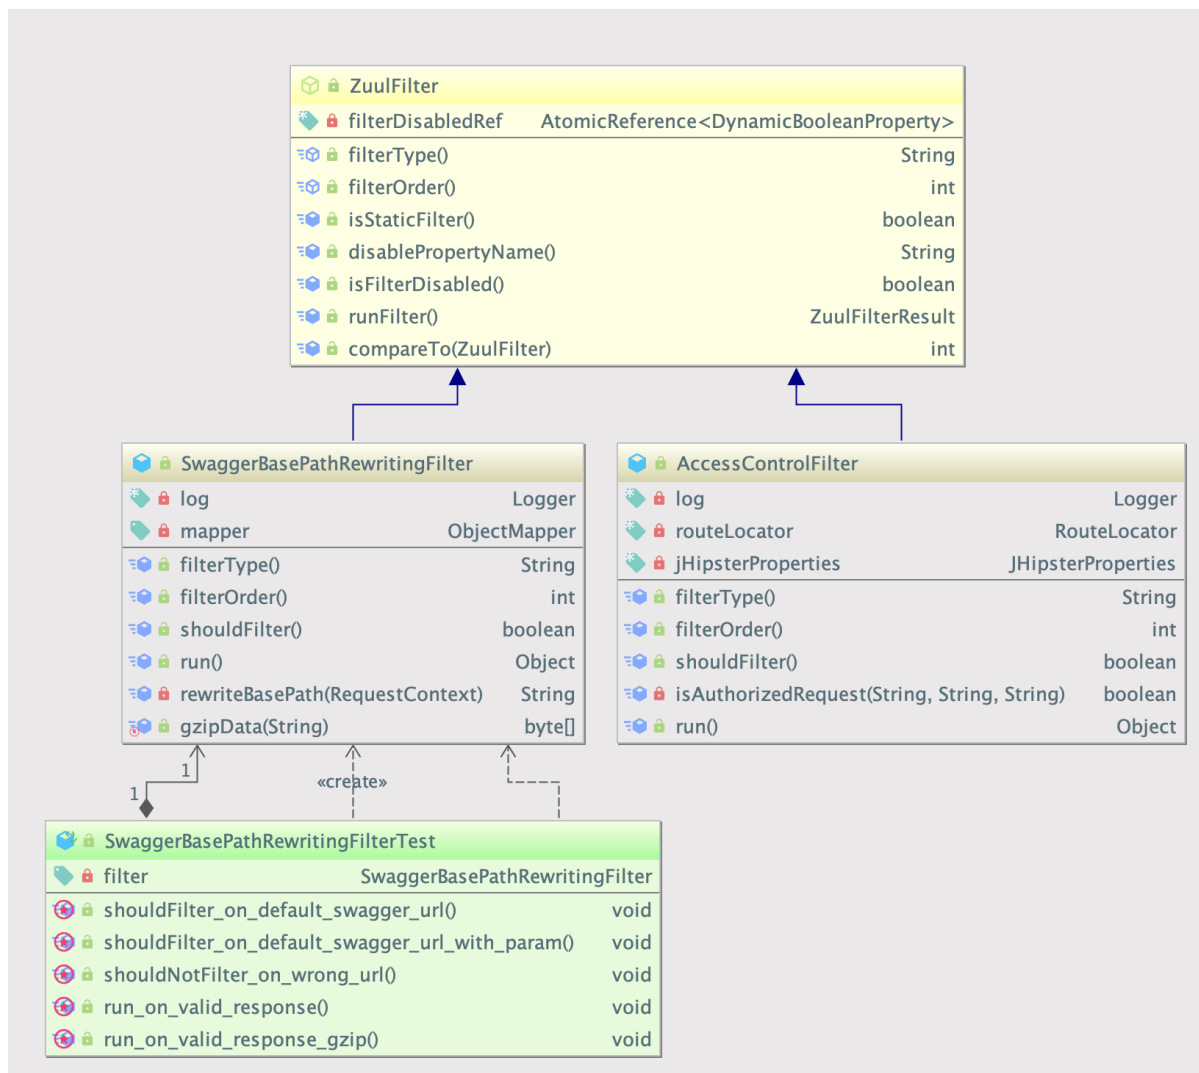 ZuulFilter
filterDisabledRef AtomicReference<DynamicBooleanProperty>
filterType() String
filterOrder() int
isStaticFilter() boolean
disablePropertyName() String
isFilterDisabled() boolean
runFilter() ZuulFilterResult
compareTo(ZuulFilter) int
SwaggerBasePathRewritingFilter
log Logger
mapper ObjectMapper
filterType() String
filterOrder() int
shouldFilter() boolean
run() Object
rewriteBasePath(RequestContext) String
gzipData(String) byte[]
AccessControlFilter
log Logger
routeLocator RouteLocator
jHipsterProperties JHipsterProperties
filterType() String
filterOrder() int
shouldFilter() boolean
isAuthorizedRequest(String, String, String) boolean
run() Object
1
«create»
1
SwaggerBasePathRewritingFilterTest
filter SwaggerBasePathRewritingFilter
shouldFilter_on_default_swagger_url() void
shouldFilter_on_default_swagger_url_with_param() void
shouldNotFilter_on_wrong_url() void
run_on_valid_response() void
run_on_valid_response_gzip() void